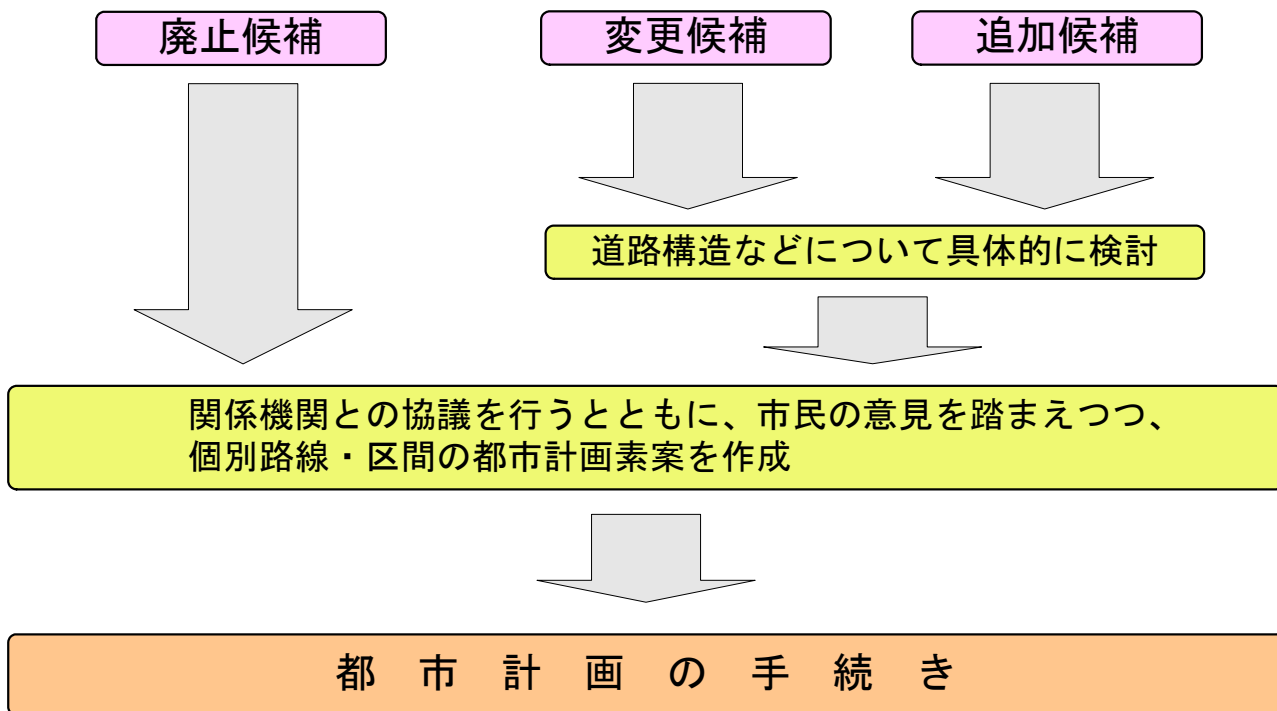 廃止候補
変更候補
追加候補
道路構造などについて具体的に検討
関係機関との協議を行うとともに、市民の意見を踏まえつつ、
個別路線・区間の都市計画素案を作成
都市計画の手続き